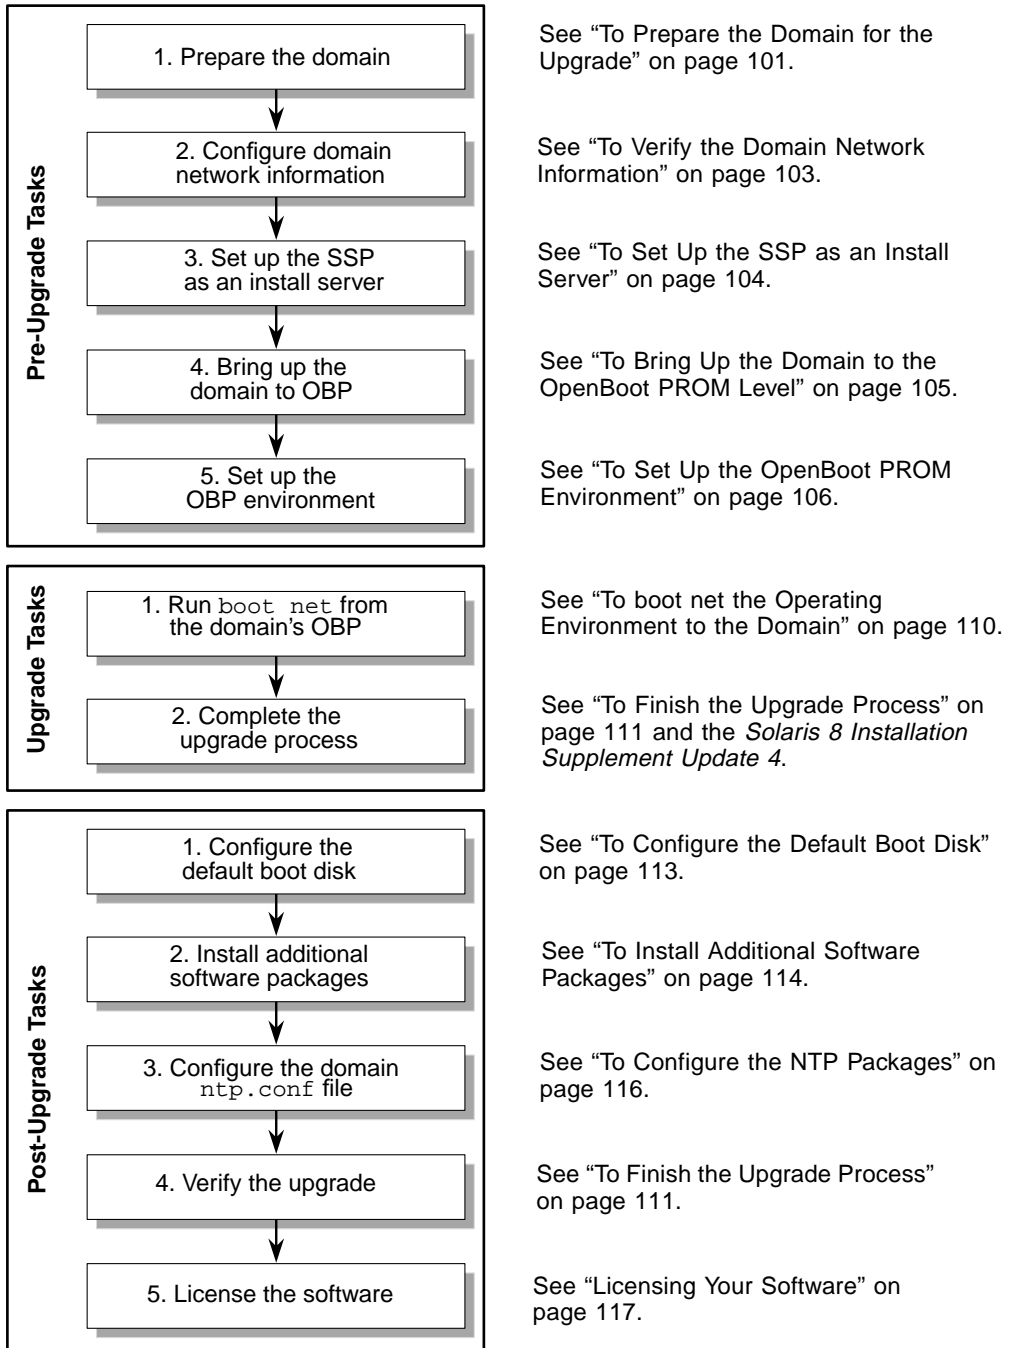 Pre-Upgrade Tasks
1. Prepare the domain
See “To Prepare the Domain for the
Upgrade” on page 101.
2. Configure domain
network information
See “To Verify the Domain Network
Information” on page 103.
3. Set up the SSP
as an install server
See “To Set Up the SSP as an Install
Server” on page 104.
4. Bring up the
domain to OBP
See “To Bring Up the Domain to the
OpenBoot PROM Level” on page 105.
5. Set up the
OBP environment
See “To Set Up the OpenBoot PROM
Environment” on page 106.
Upgrade Tasks
1. Run boot net from
the domain’s OBP
See “To boot net the Operating
Environment to the Domain” on page 110.
2. Complete the
upgrade process
See “To Finish the Upgrade Process” on
page 111 and the Solaris 8 Installation
Supplement Update 4.
Post-Upgrade Tasks
1. Configure the
default boot disk
See “To Configure the Default Boot Disk”
on page 113.
2. Install additional
software packages
See “To Install Additional Software
Packages” on page 114.
3. Configure the domain
ntp.conf file
See “To Configure the NTP Packages” on
page 116.
4. Verify the upgrade
See “To Finish the Upgrade Process”
on page 111.
5. License the software
See “Licensing Your Software” on
page 117.